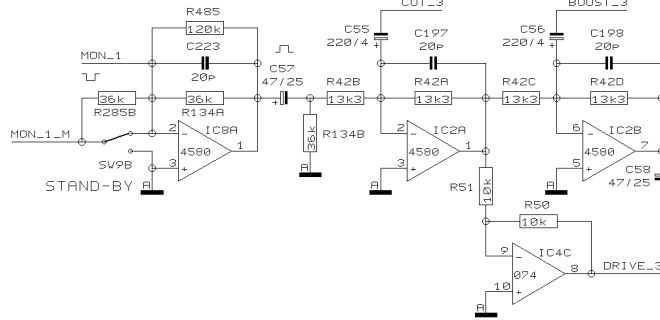 CUT_3
BOOST_3
R485
120k
C55
220/4
+
C197
20p
C56
220/4
+
C198
20p
MON_1
C223
20p
C57
47/25
+
R42B
13k3
R42A
13k3
R42C
13k3
R42D
13k3
36k
R285B
36k
R134A
36k
R134B
MON_1_M
2
-
IC8A
4580
1
3
+
2
-
IC2A
4580
1
3
+
6
-
IC2B
4580
7
5
+
SW9B
STAND-BY
A
A
A
A
C58
47/25
R51
10k
R50
10k
9
-
IC4C
074
8
DRIVE_3
10
+
A